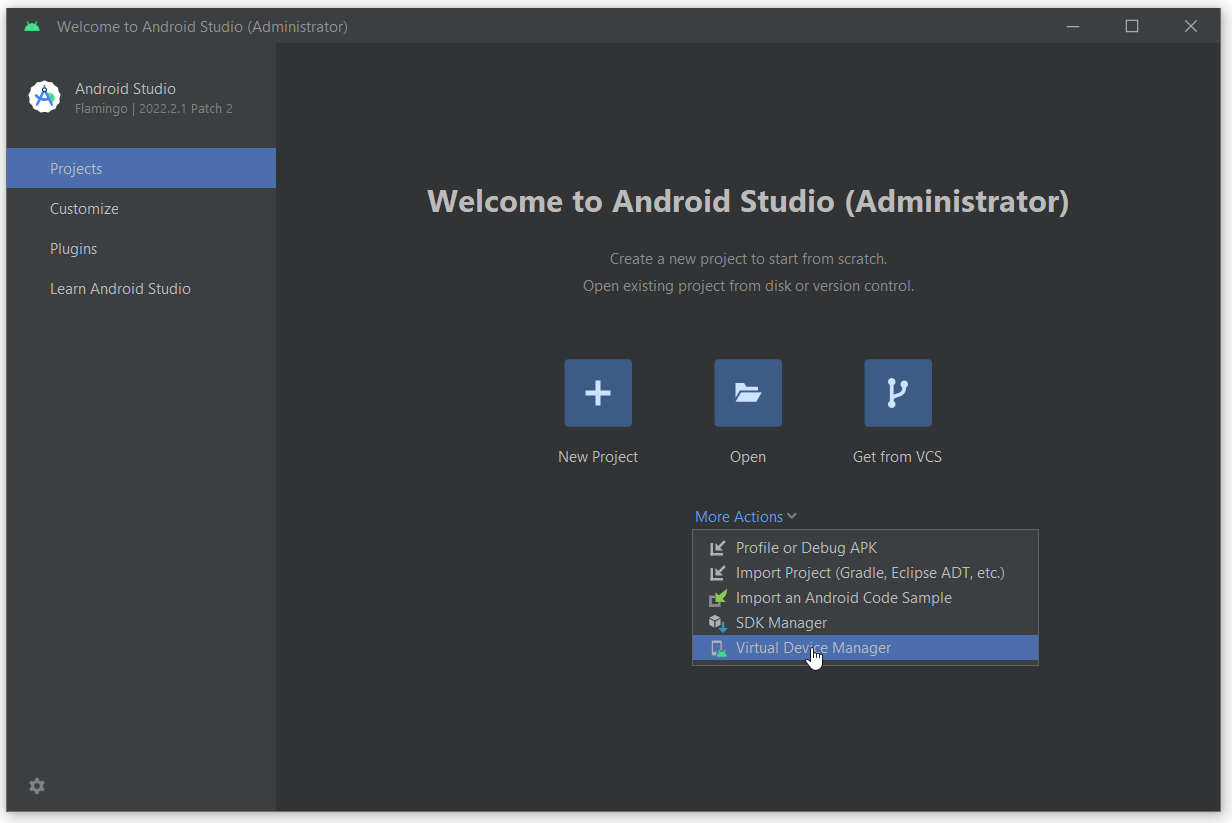 Welcome to Android Studio (Administrator)
Android Studio
Flamingo | 2022.2.1 Patch 2
Projects
Customize
Plugins
Learn Android Studio
Welcome to Android Studio (Administrator)
Create a new project to start from scratch.
Open existing project from disk or version control.
New Project
Open
Get from VCS
More Actions
Profile or Debug APK
Import Project (Gradle, Eclipse ADT, etc.)
Import an Android Code Sample
SDK Manager
Virtual Device Manager